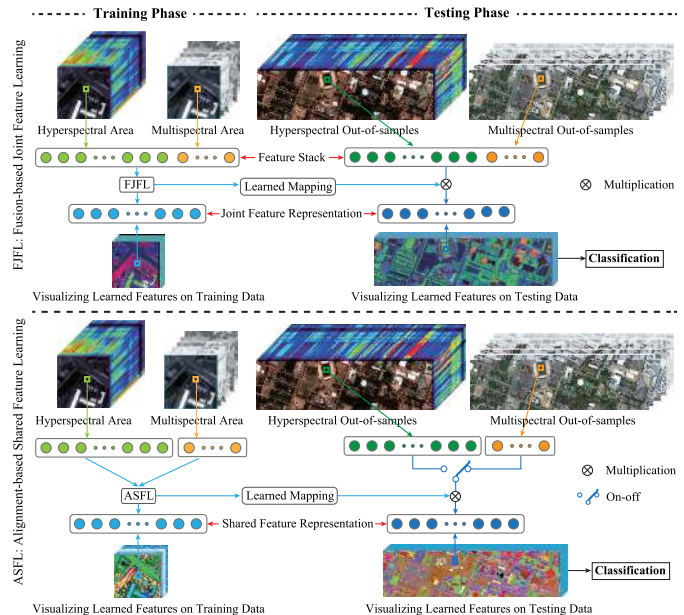 Training Phase
Testing Phase
FJFL: Fusion-based Joint Feature Learning
Hyperspectral Area
Multispectral Area
Hyperspectral Out-of-samples
Multispectral Out-of-samples
Feature Stack
FJFL
Learned Mapping
Multiplication
Joint Feature Representation
Classification
Visualizing Learned Features on Training Data
Visualizing Learned Features on Testing Data
ASFL: Alignment-based Shared Feature Learning
Hyperspectral Area
Multispectral Area
Hyperspectral Out-of-samples
Multispectral Out-of-samples
Multiplication
ASFL
Learned Mapping
On-off
Shared Feature Representation
Classification
Visualizing Learned Features on Training Data
Visualizing Learned Features on Testing Data